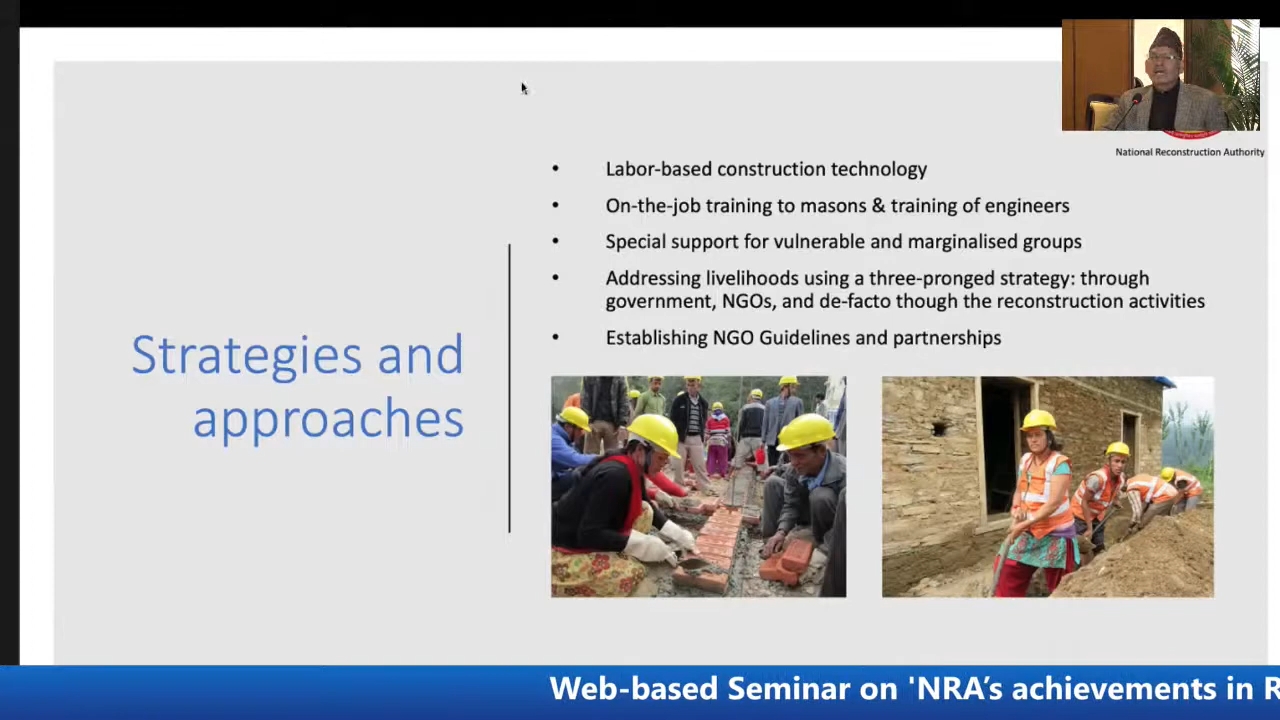 National Reconstruction Authority
• Labor-based construction technology
• On-the-job training to masons & training of engineers
• Special support for vulnerable and marginalised groups
• Addressing livelihoods using a three-pronged strategy: through
government, NGOs, and de-facto though the reconstruction activities
• Establishing NGO Guidelines and partnerships
Strategies and
approaches
Web-based Seminar on 'NRA’s achievements in R